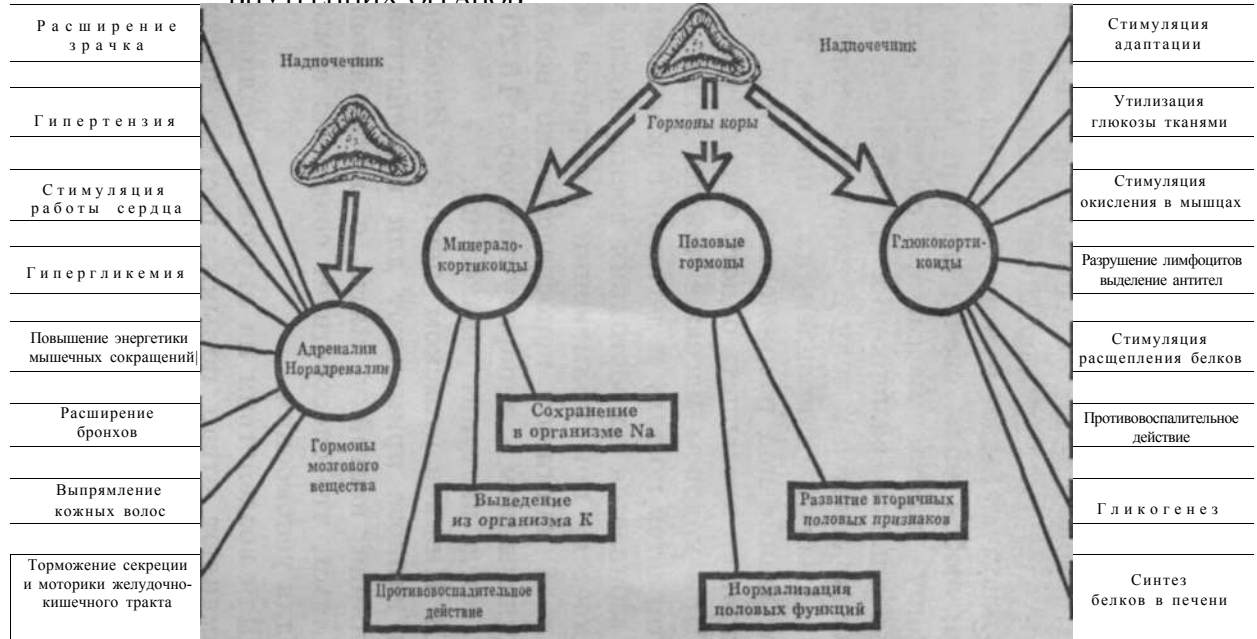 ВНУТРЕННИХ ОРГАНОВ
Расширение
зрачка
Гипертензия
Стимуляция
работы сердца
Гипергликемия
Повышение энергетики
мышечных сокращений
Расширение
бронхов
Выпрямление
кожных волос
Торможение секреции
и моторики желудочно-
кишечного тракта
Надпочечник
Адреналин
Норадреналин
Гормоны
мозгового
вещества
Надпочечник
Гормоны коры
Минерало-
кортикоиды
Половые
гормоны
Глюкокорти-
коиды
Сохранение
в организме Na
Выведение
из организма К
Противовоспалительное
действие
Развитие вторичных
половых признаков
Нормализация
половых функций
Стимуляция
адаптации
Утилизация
глюкозы тканями
Стимуляция
окисления в мышцах
Разрушение лимфоцитов
выделение антител
Стимуляция
расщепления белков
Противовоспалительное
действие
Гликогенез
Синтез
белков в печени